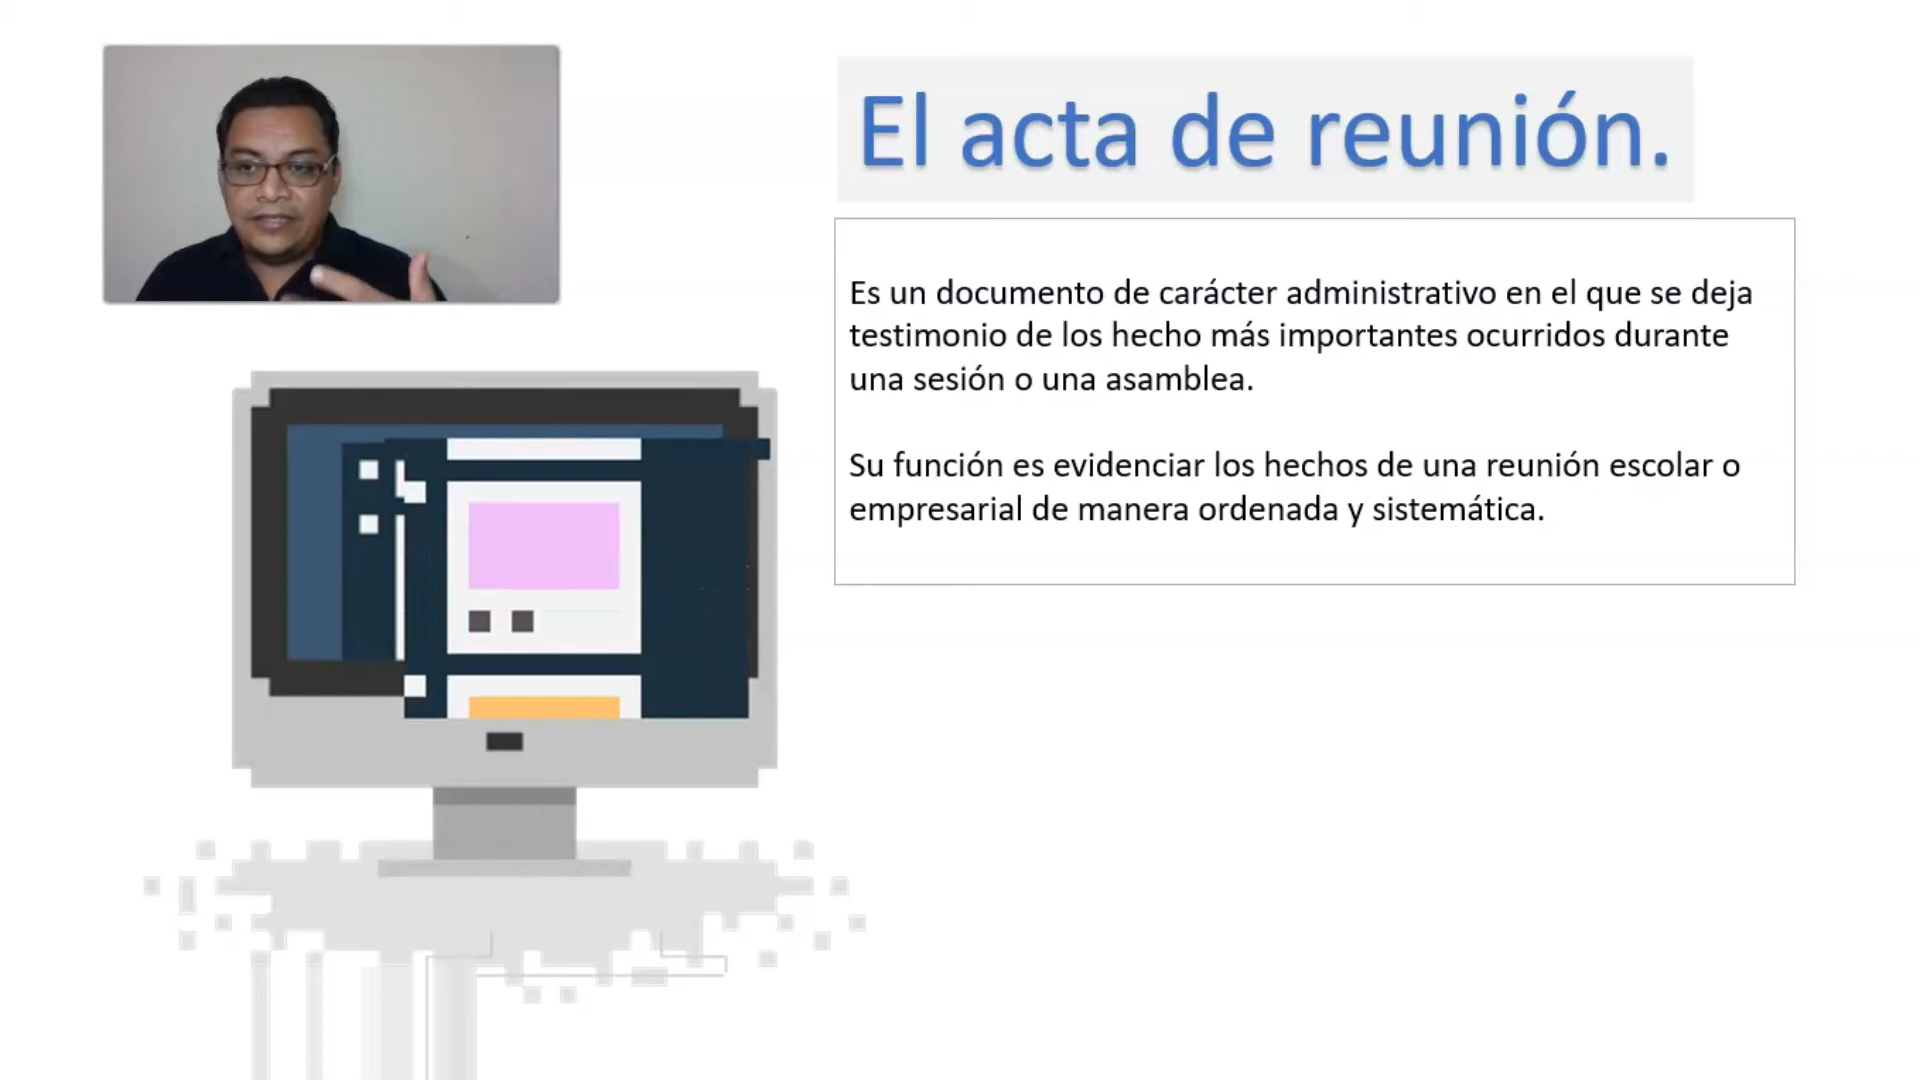 El acta de reunión.
Es un documento de carácter administrativo en el que se deja
testimonio de los hecho más importantes ocurridos durante
una sesión o una asamblea.
Su función es evidenciar los hechos de una reunión escolar o
empresarial de manera ordenada y sistemática.